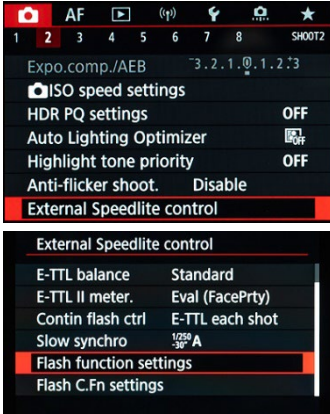 AF
1 2 3 4 5 6 7 8 SHOOT2
Expo.comp./AEB -3.2.1.0.1.2.+3
ISO speed settings
HDR PQ settings OFF
Auto Lighting Optimizer OFF
Highlight tone priority OFF
Anti-flicker shoot. Disable
External Speedlite control
External Speedlite control
E-TTL balance Standard
E-TTL II meter. Eval (FacePrty)
Contin flash ctrl E-TTL each shot
Slow synchro 1/250-30" A
Flash function settings
Flash C.Fn settings